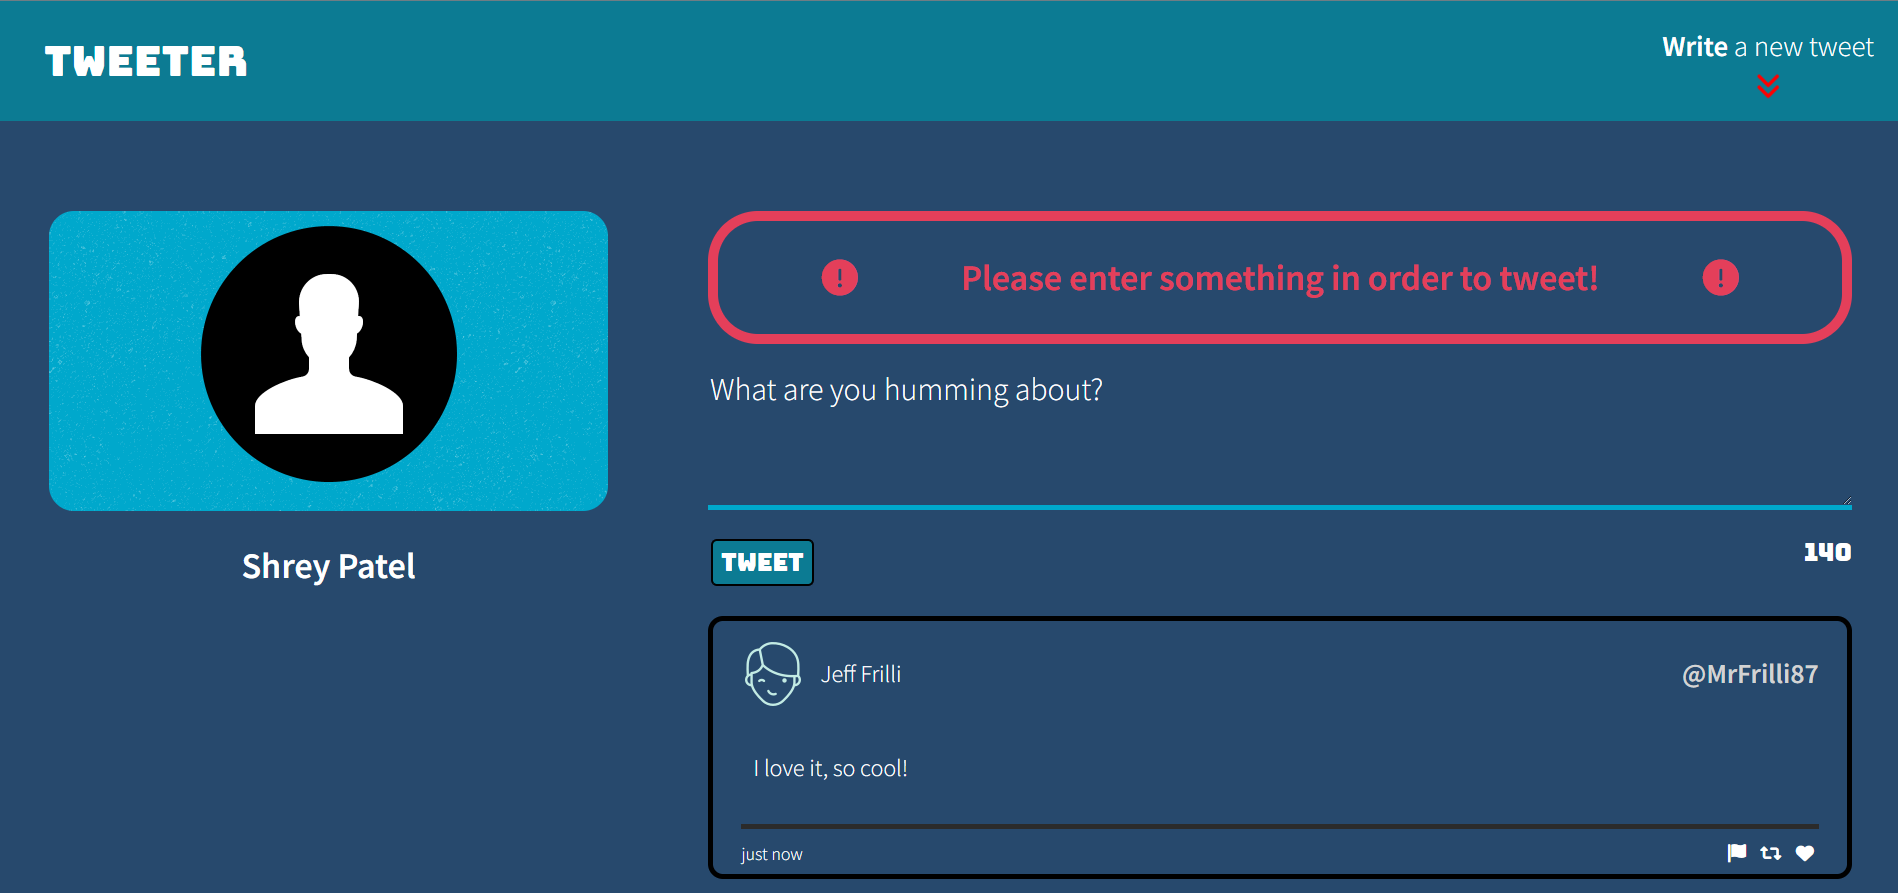 TWEETER
Write a new tweet
Shrey Patel
Please enter something in order to tweet!
What are you humming about?
TWEET
140
Jeff Frilli
@MrFrilli87
I love it, so cool!
just now